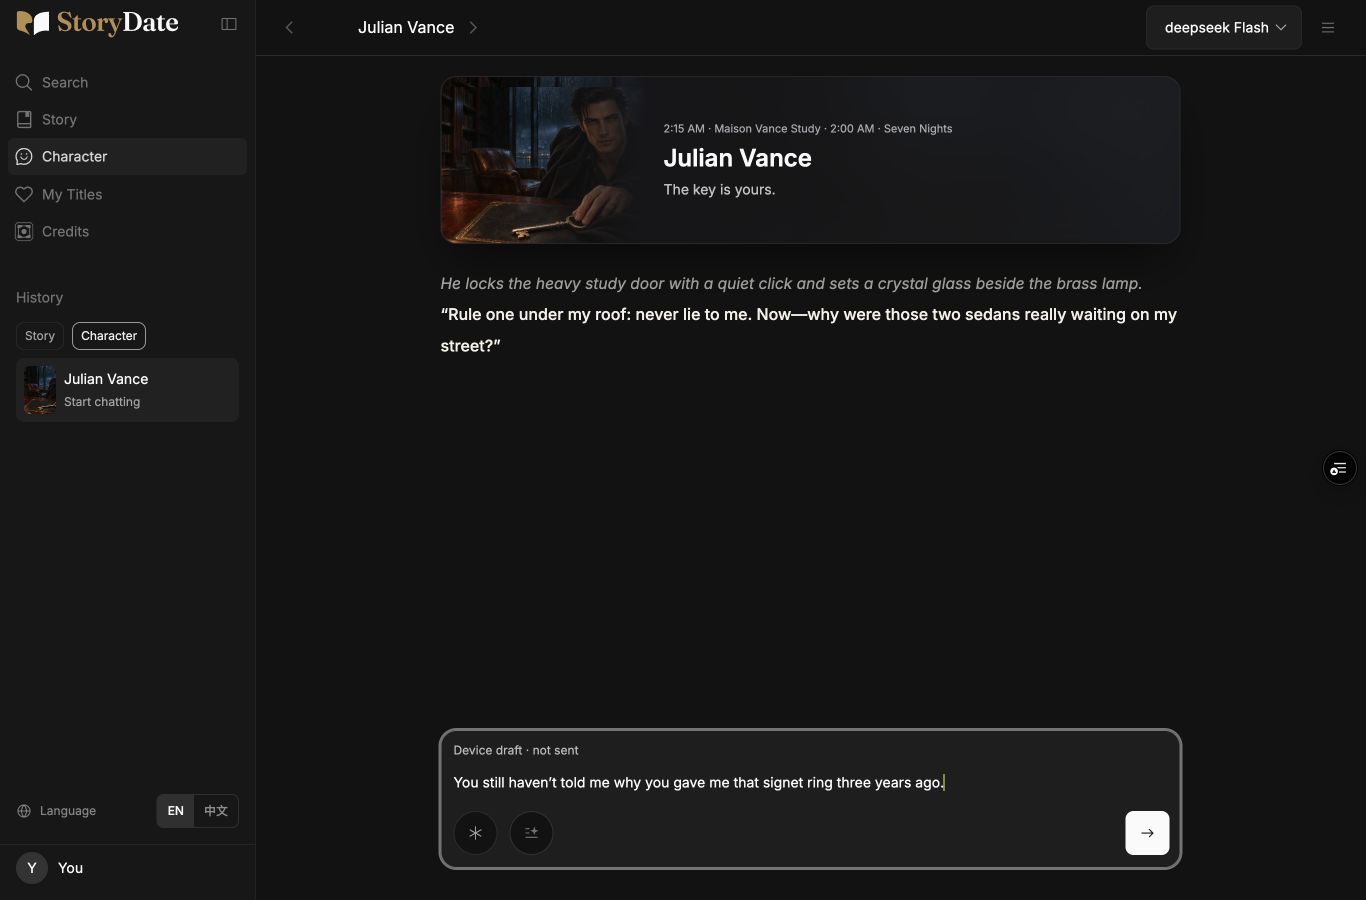 StoryDate
Search
Story
Character
My Titles
Credits
History
Story
Character
Julian Vance
Start chatting
Language
EN
中文
Y
You
Julian Vance
deepseek Flash
2:15 AM · Maison Vance Study · 2:00 AM · Seven Nights
Julian Vance
The key is yours.
He locks the heavy study door with a quiet click and sets a crystal glass beside the brass lamp.
“Rule one under my roof: never lie to me. Now—why were those two sedans really waiting on my
street?”
Device draft · not sent
You still haven’t told me why you gave me that signet ring three years ago.